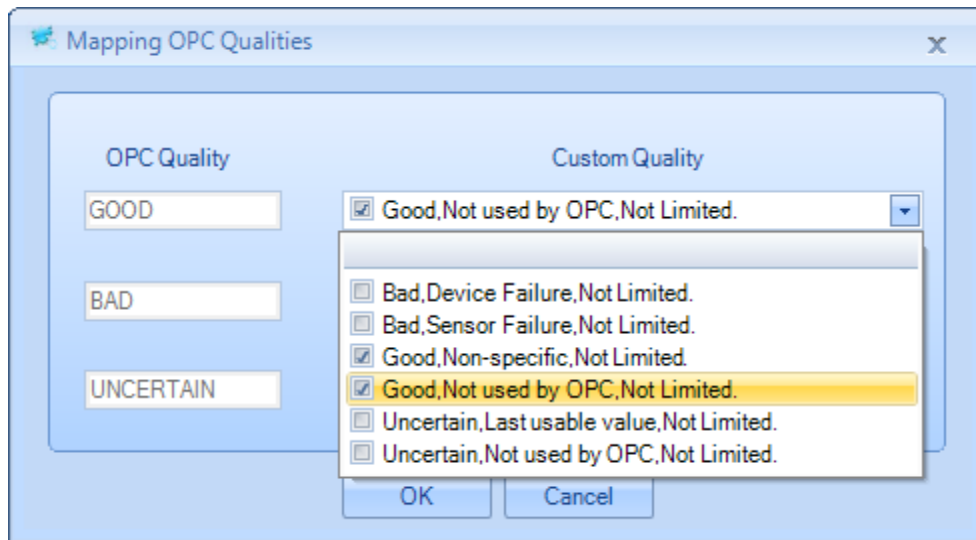 Mapping OPC Qualities
x
OPC Quality Custom Quality
GOOD Good,Not used by OPC,Not Limited.
Bad,Device Failure,Not Limited.
BAD
Bad,Sensor Failure,Not Limited.
Good,Non-specific,Not Limited.
UNCERTAIN Good,Not used by OPC,Not Limited.
Uncertain,Last usable value,Not Limited.
Uncertain,Not used by OPC,Not Limited.
OK Cancel